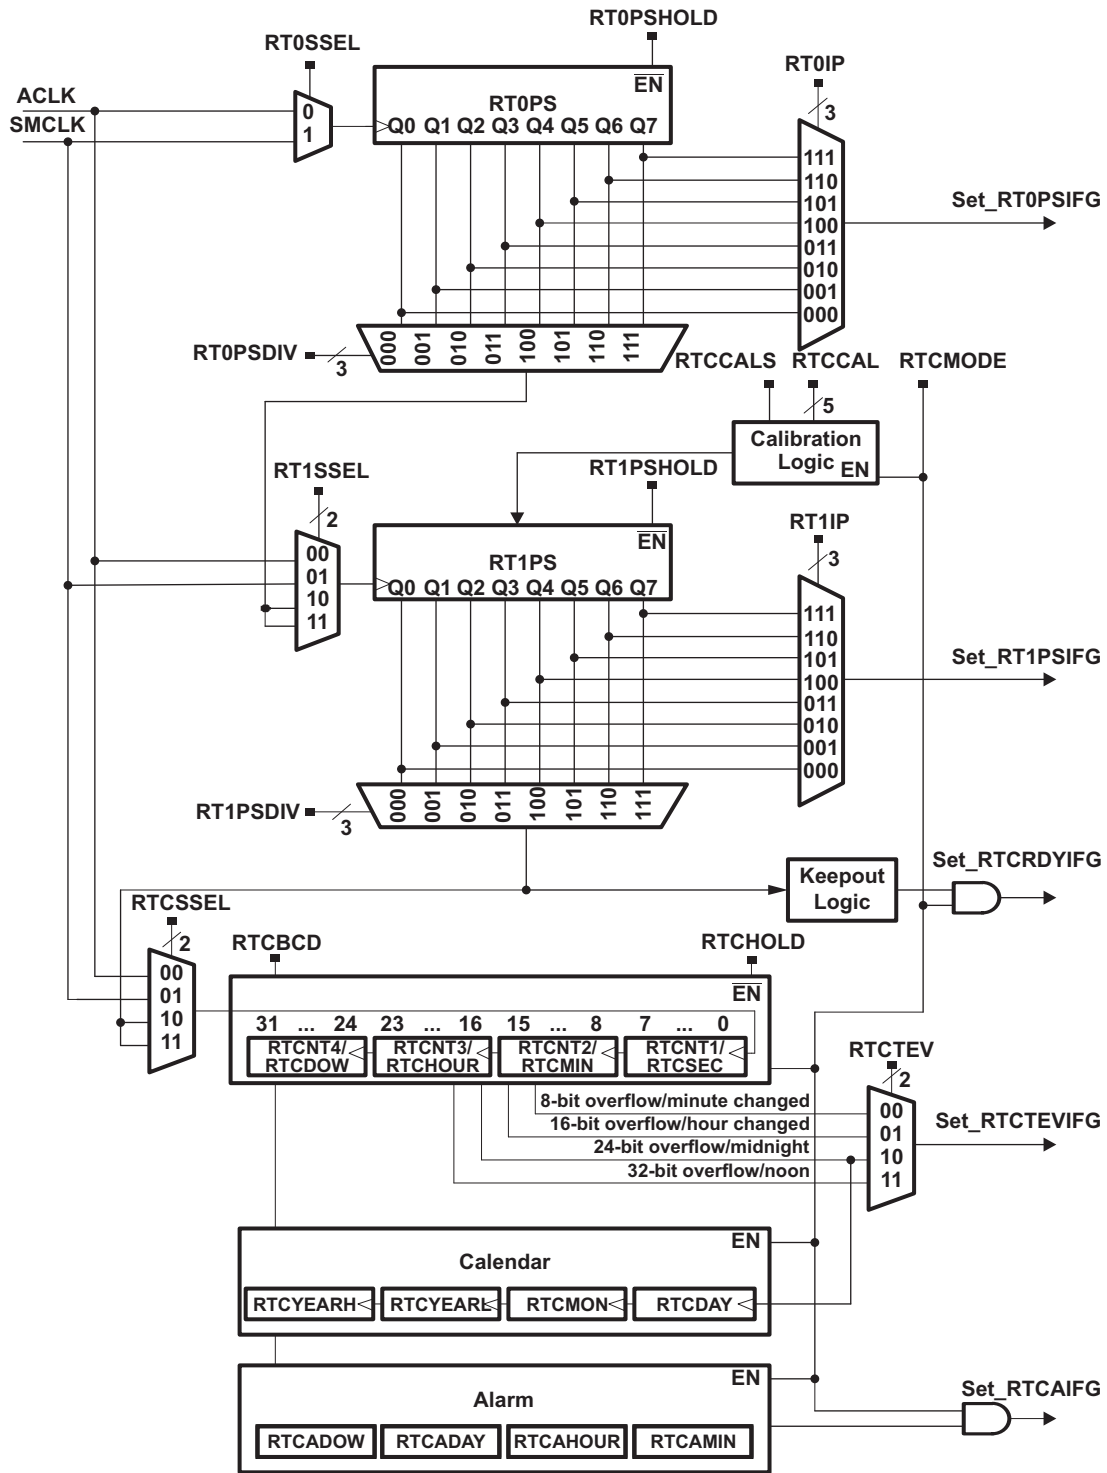 RT0PSHOLD
RT0SSEL
RT0IP
ACLK
SMCLK
0
1
EN
RT0PS
Q0 Q1 Q2 Q3 Q4 Q5 Q6 Q7
3
111
110
101
100
011
010
001
000
Set_RT0PSIFG
RT0PSDIV
3
000 001 010 011 100 101 110 111
RTCCALS RTCCAL RTCMODE
5
Calibration
Logic EN
RT1PSHOLD
RT1SSEL
2
00
01
10
11
EN
RT1PS
Q0 Q1 Q2 Q3 Q4 Q5 Q6 Q7
RT1IP
3
111
110
101
100
011
010
001
000
Set_RT1PSIFG
RT1PSDIV
3
000 001 010 011 100 101 110 111
Keepout
Logic
Set_RTCRDYIFG
RTCSSEL
2
00
01
10
11
RTCBCD
RTCHOLD
EN
31 ... 24 23 ... 16 15 ... 8 7 ... 0
RTCNT4/
RTCDOW
RTCNT3/
RTCHOUR
RTCNT2/
RTCMIN
RTCNT1/
RTCSEC
RTCTEV
2
8-bit overflow/minute changed
16-bit overflow/hour changed
24-bit overflow/midnight
32-bit overflow/noon
00
01
10
11
Set_RTCTEVIFG
EN
Calendar
RTCYEARH RTCYEARL RTCMON RTCDAY
EN
Alarm
RTCADOW RTCADAY RTCAHOUR RTCAMIN
Set_RTCAIFG